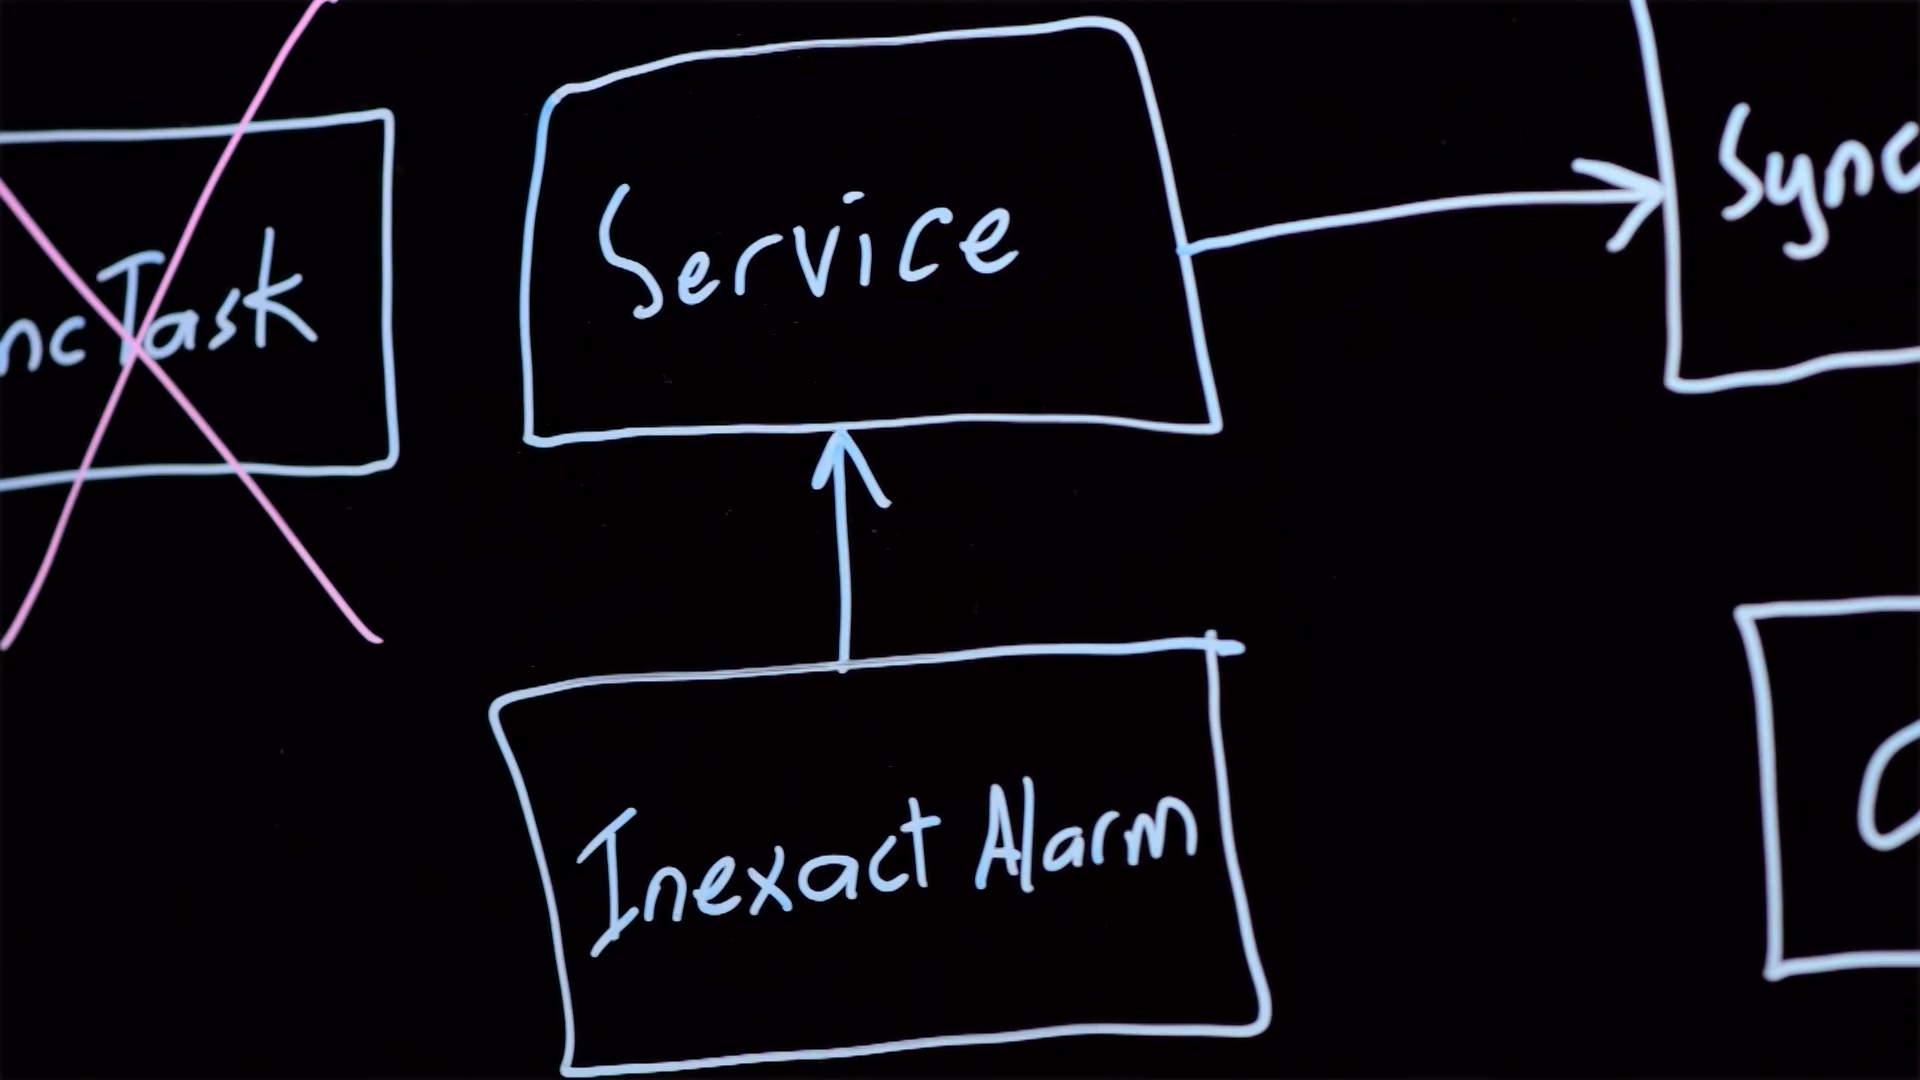 ncTask
Service
Sync
Inexact Alarm